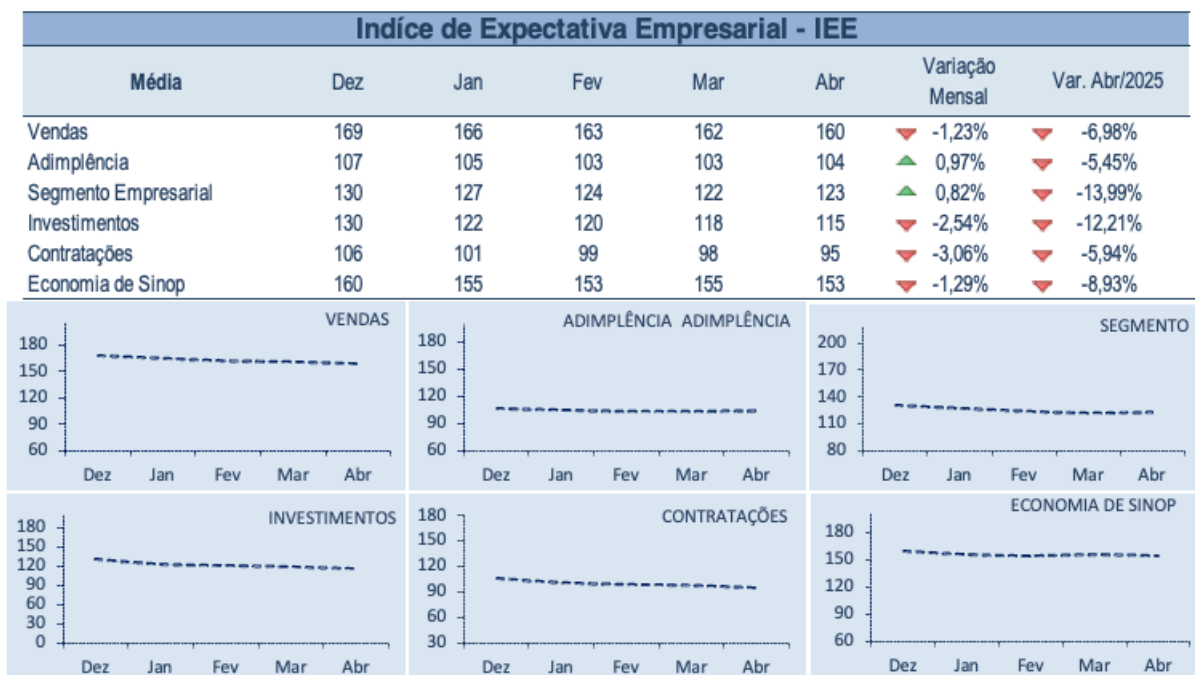 Indíce de Expectativa Empresarial - IEE
Média Dez Jan Fev Mar Abr Variação Mensal Var. Abr/2025
Vendas 169 166 163 162 160 -1,23% -6,98%
Adimplência 107 105 103 103 104 0,97% -5,45%
Segmento Empresarial 130 127 124 122 123 0,82% -13,99%
Investimentos 130 122 120 118 115 -2,54% -12,21%
Contratações 106 101 99 98 95 -3,06% -5,94%
Economia de Sinop 160 155 153 155 153 -1,29% -8,93%
VENDAS
180
150
120
90
60
Dez Jan Fev Mar Abr
ADIMPLÊNCIA ADIMPLÊNCIA
180
150
120
90
60
Dez Jan Fev Mar Abr
SEGMENTO
200
170
140
110
80
Dez Jan Fev Mar Abr
INVESTIMENTOS
180
150
120
90
60
30
0
Dez Jan Fev Mar Abr
CONTRATAÇÕES
180
150
120
90
60
30
Dez Jan Fev Mar Abr
ECONOMIA DE SINOP
180
150
120
90
60
Dez Jan Fev Mar Abr